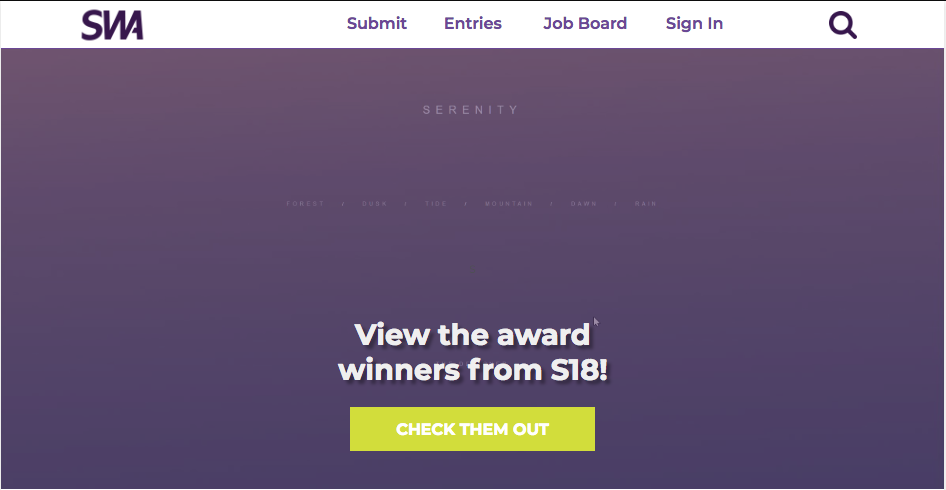 SWA
Submit Entries Job Board Sign In
SERENITY
FOREST / DUSK / TIDE / MOUNTAIN / DAWN / RAIN
View the award
winners from S18!
CHECK THEM OUT